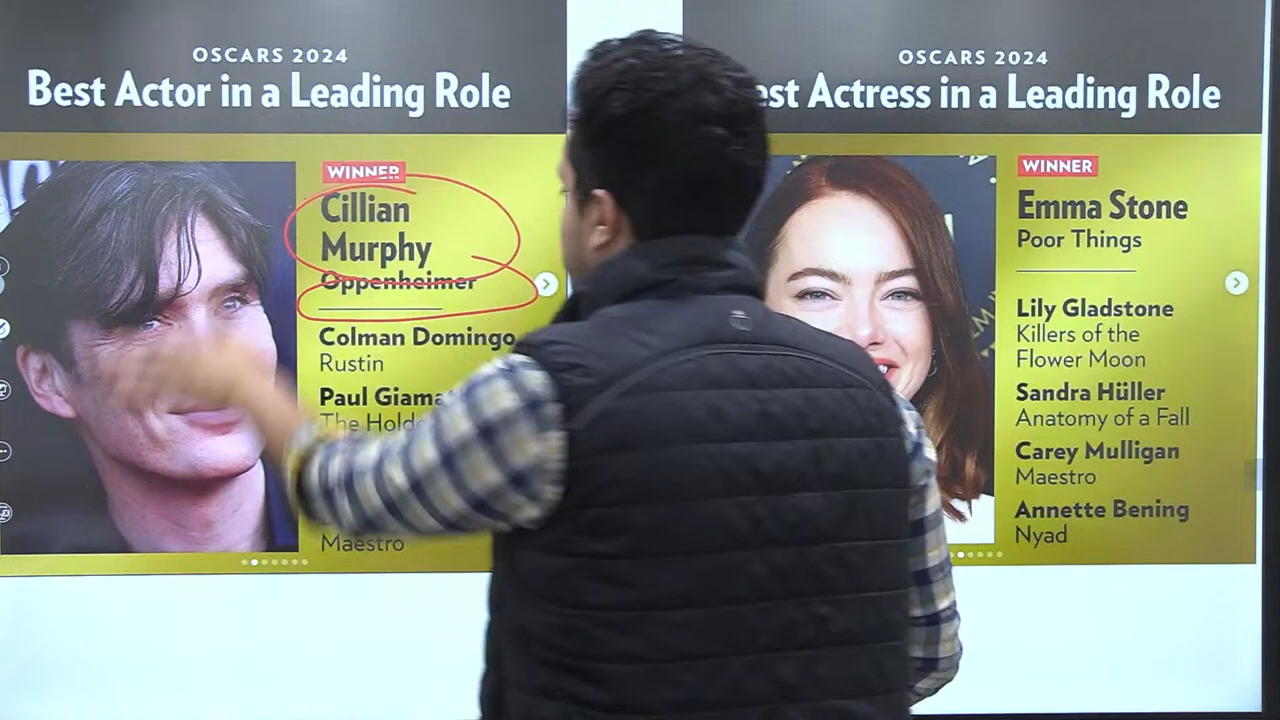 OSCARS 2024
Best Actor in a Leading Role
WINNER
Cillian
Murphy
Oppenheimer
Colman Domingo
Rustin
Paul
The
Maestro
OSCARS 2024
Actress in a Leading Role
WINNER
Emma Stone
Poor Things
Lily Gladstone
Killers of the
Flower Moon
Sandra Hüller
Anatomy of a Fall
Carey Mulligan
Maestro
Annette Bening
Nyad